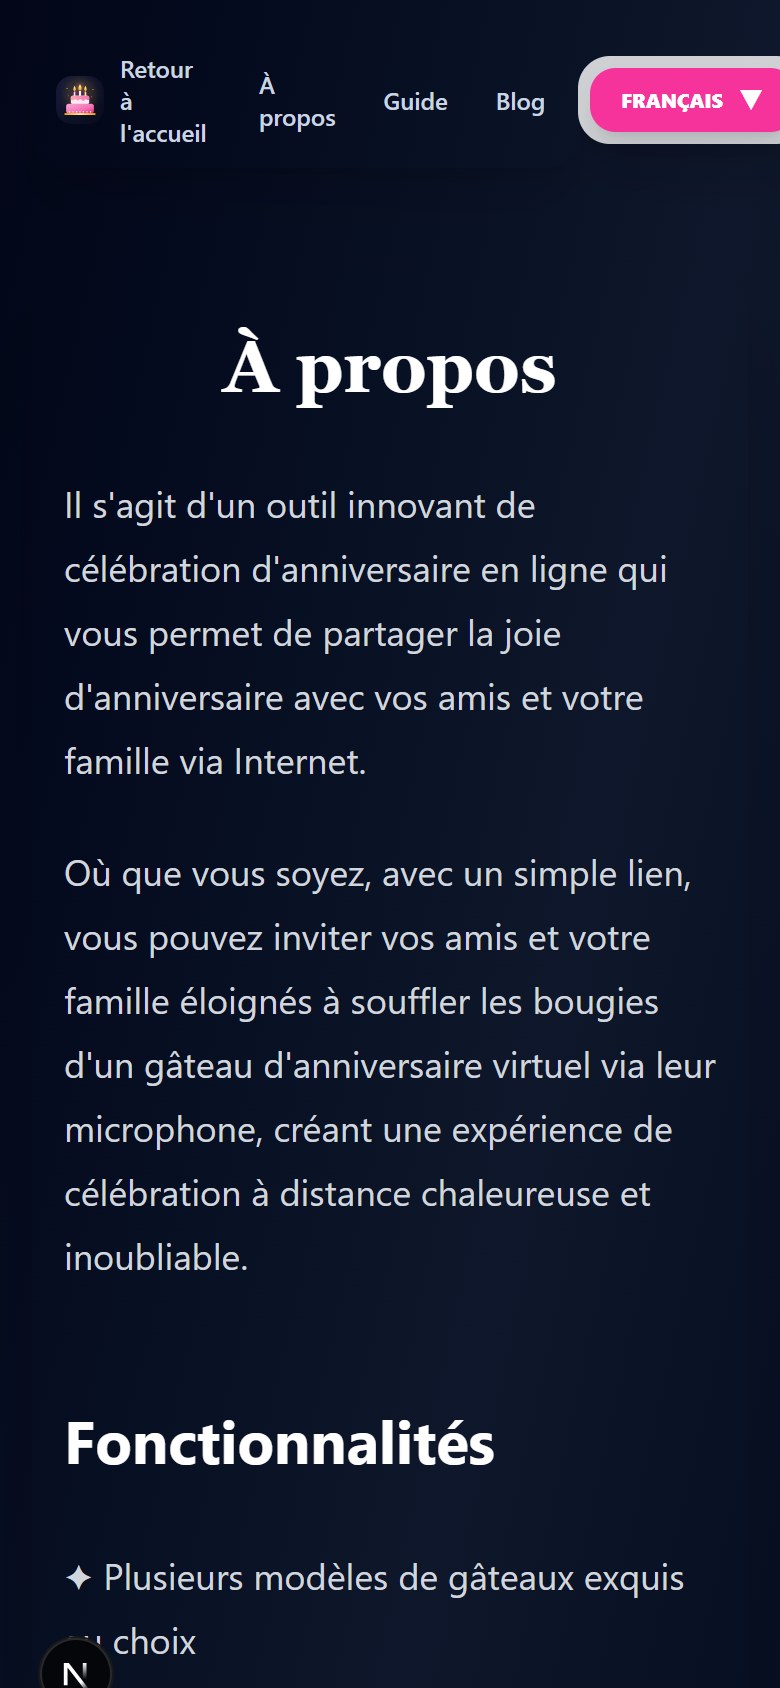 Retour
à
l'accueil
À
propos
Guide
Blog
FRANÇAIS ▼
À propos
Il s'agit d'un outil innovant de
célébration d'anniversaire en ligne qui
vous permet de partager la joie
d'anniversaire avec vos amis et votre
famille via Internet.
Où que vous soyez, avec un simple lien,
vous pouvez inviter vos amis et votre
famille éloignés à souffler les bougies
d'un gâteau d'anniversaire virtuel via leur
microphone, créant une expérience de
célébration à distance chaleureuse et
inoubliable.
Fonctionnalités
✦ Plusieurs modèles de gâteaux exquis
choix
N